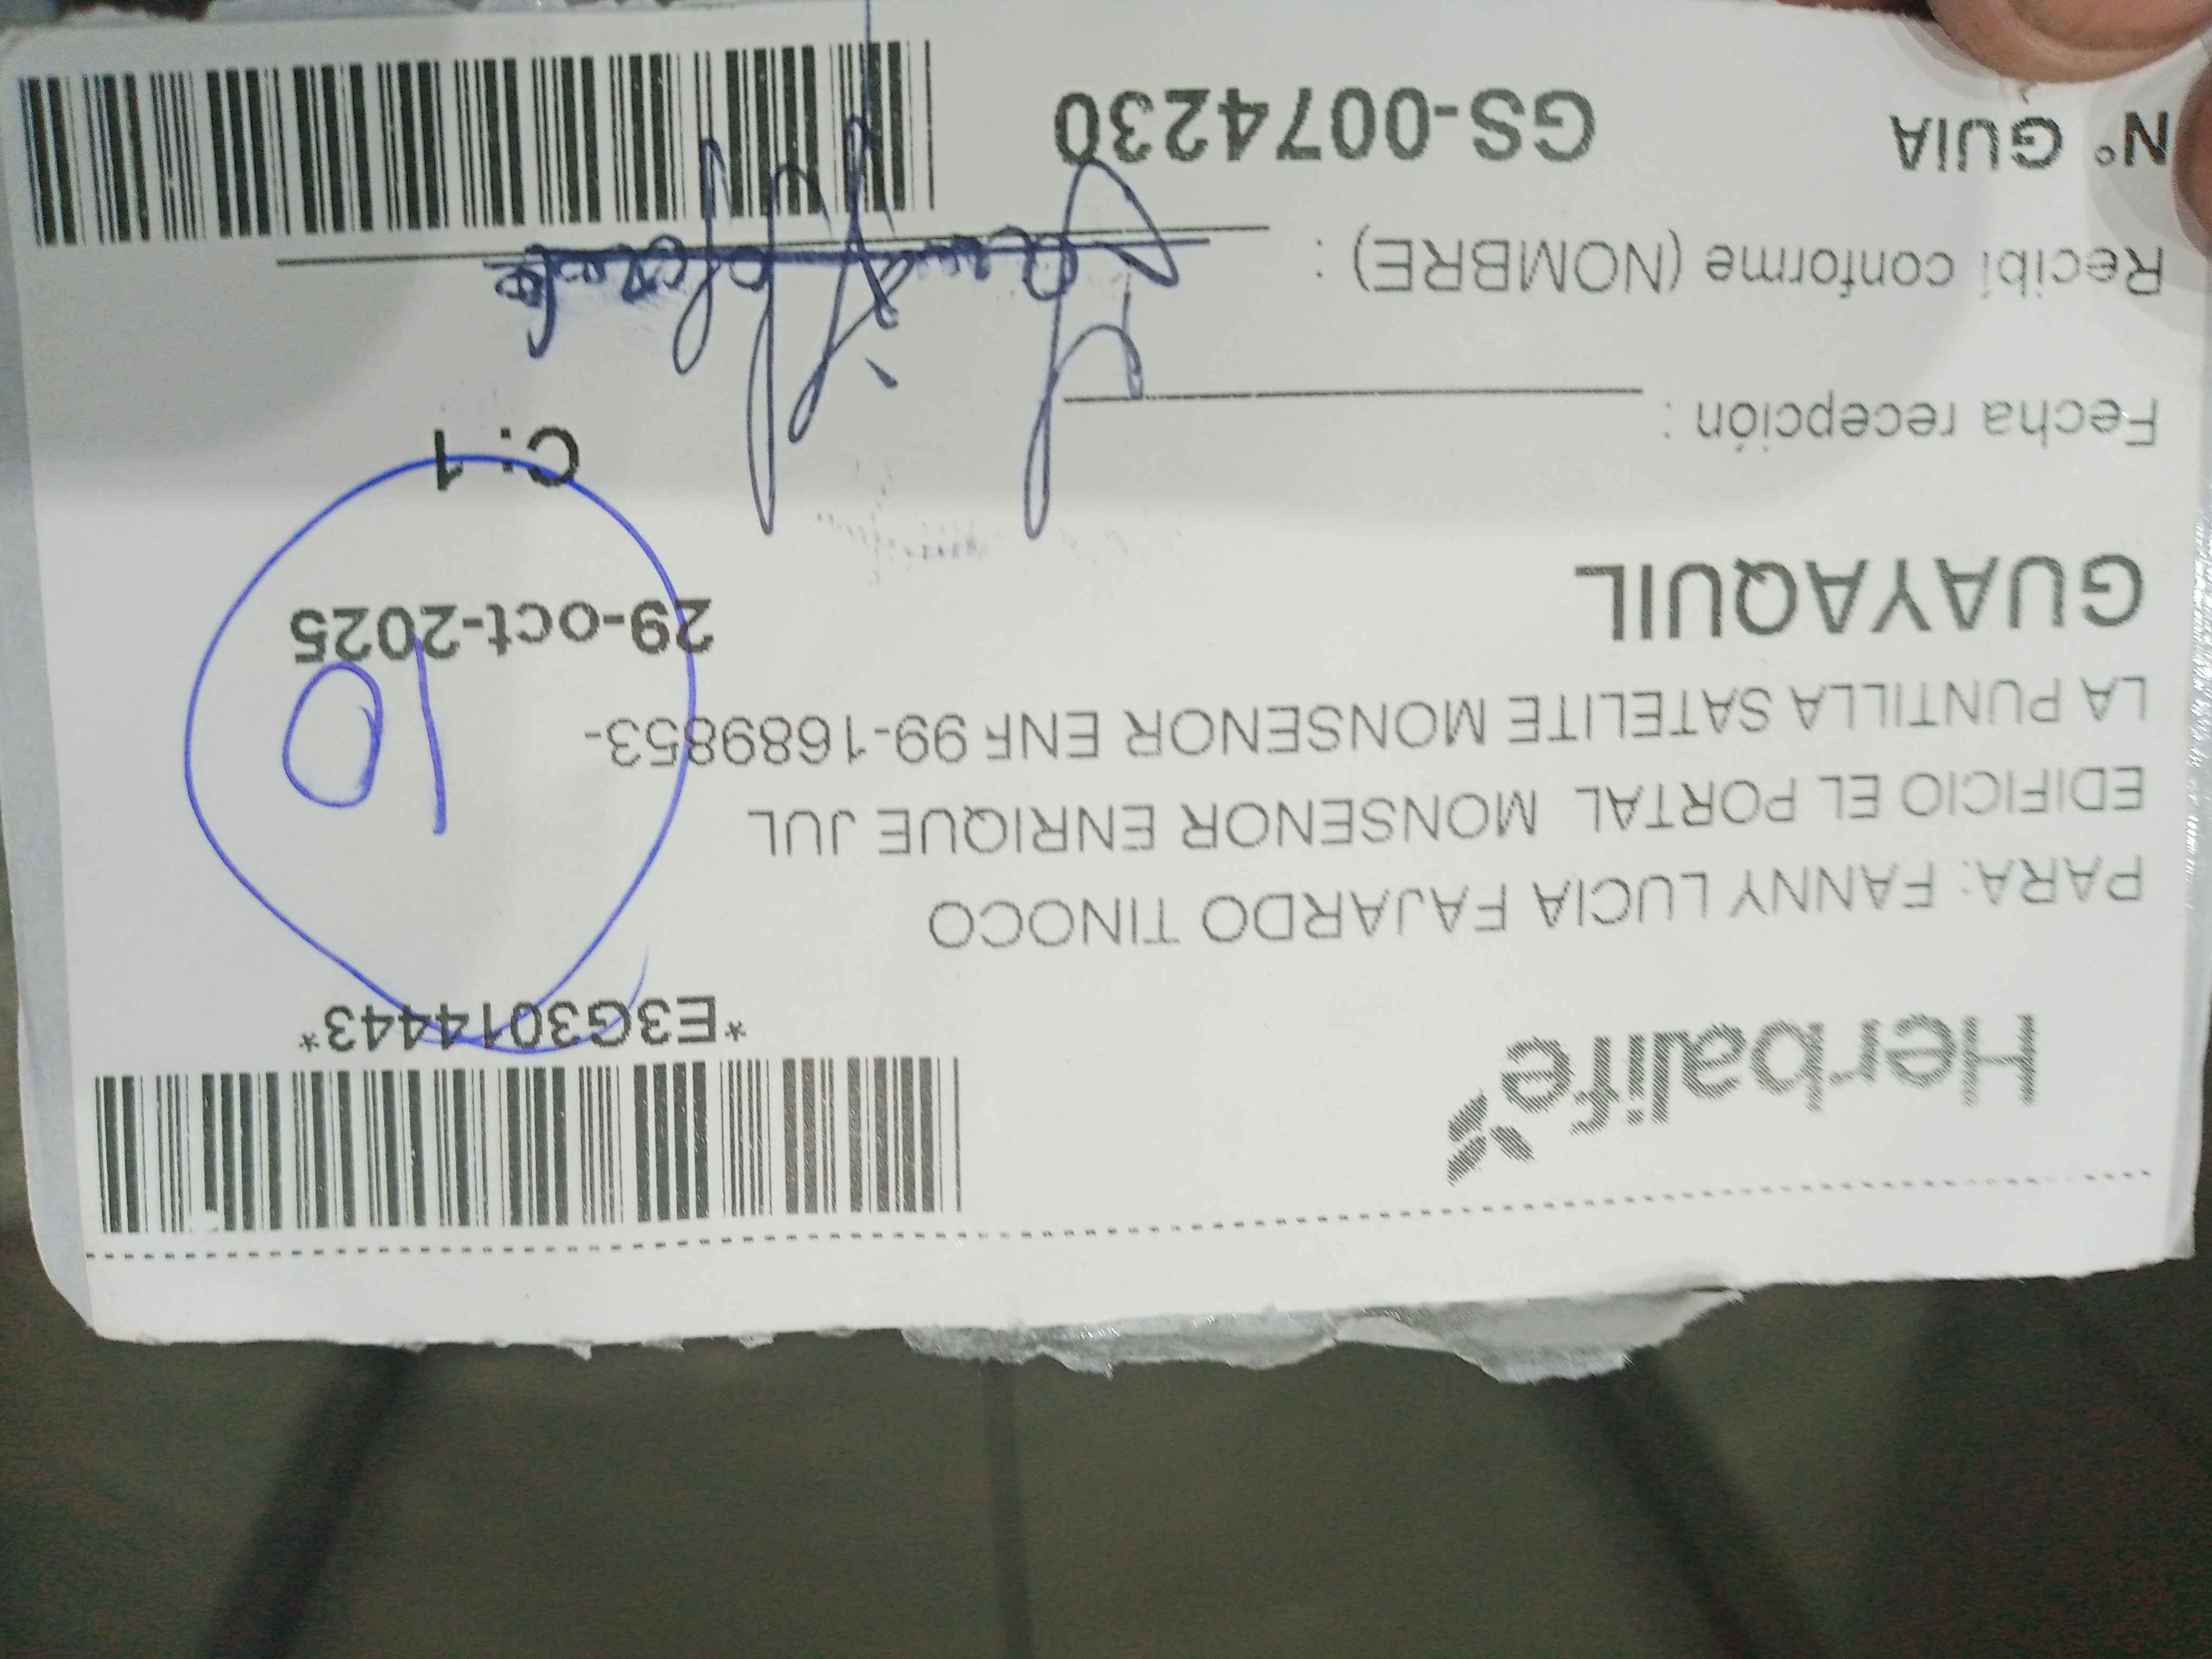 Herbalife
*E3G3014443*
PARA: FANNY LUCIA FAJARDO TINOCO
EDIFICIO EL PORTAL MONSENOR ENRIQUE JUL
LA PUNTILLA SATELITE MONSENOR ENF 99-1689853-
10
GUAYAQUIL
29-oct-2025
C: 1
Fecha recepción :
Recibí conforme (NOMBRE) :
N° GUIA GS-0074230